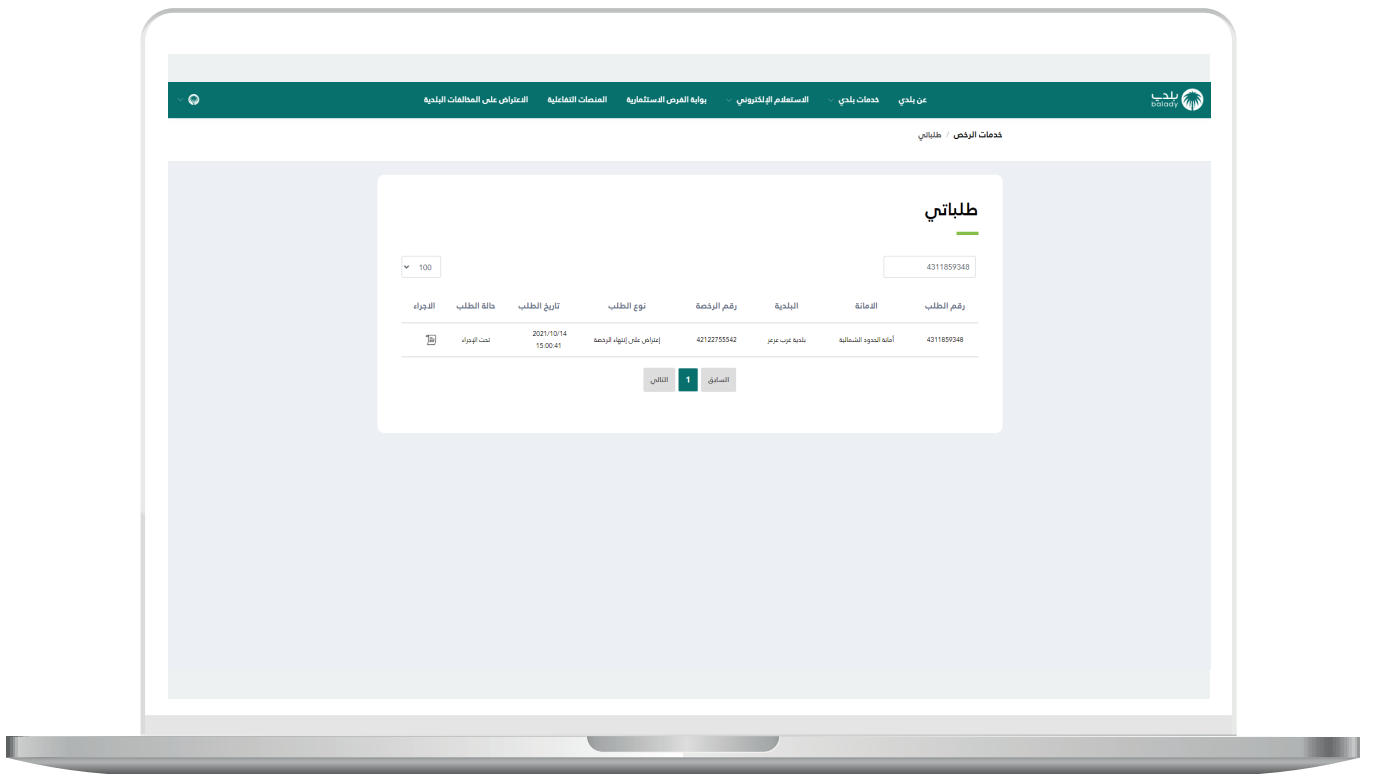 بلدي
balady
عن بلدي خدمات بلدي الاستعلام الإلكتروني بوابة الفرص الاستثمارية المنصات التفاعلية الاعتراض على المخالفات البلدية
خدمات الرخص / طلباتي
طلباتي
4311859348 100
رقم الطلب الامانة البلدية رقم الرخصة نوع الطلب تاريخ الطلب حالة الطلب الاجراء
4311859348 أمانة الحدود الشمالية بلدية غرب عرعر 42122755542 إعتراض على إنتهاء الرخصة 2021/10/14 تحت الإجراء
15:00:41
السابق 1 التالي